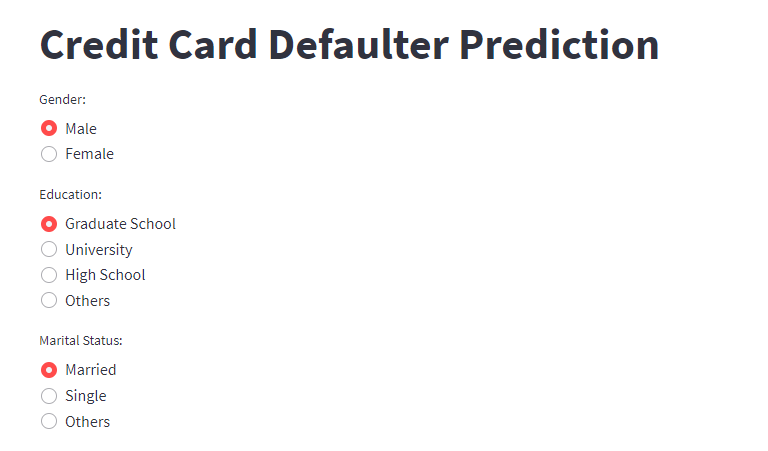 Credit Card Defaulter Prediction
Gender:
Male
Female
Education:
Graduate School
University
High School
Others
Marital Status:
Married
Single
Others